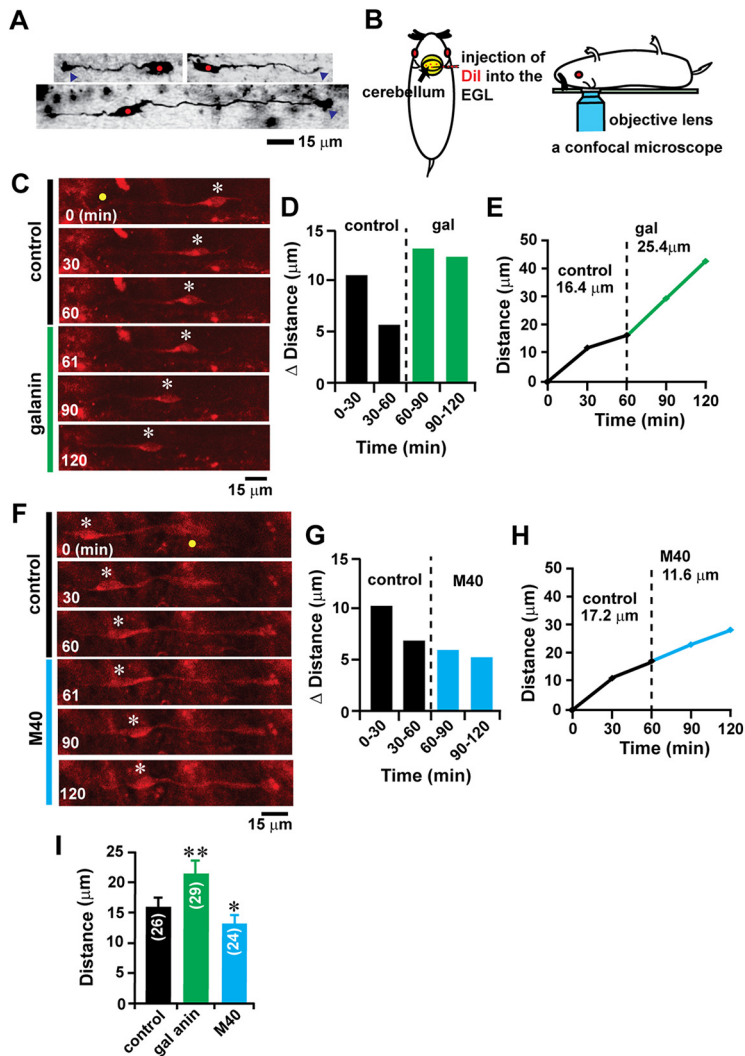 A
15 μm
B
injection of
DiI into the
EGL
cerebellum
objective lens
a confocal microscope
C
control
galanin
0 (min)
30
60
61
90
120
15 μm
D
control
gal
Δ Distance (μm)
15
10
5
0
0-30
30-60
60-90
90-120
Time (min)
E
gal
25.4μm
control
16.4 μm
Distance (μm)
50
40
30
20
10
0
0
30
60
90
120
Time (min)
F
control
M40
0 (min)
30
60
61
90
120
15 μm
G
control
M40
Δ Distance (μm)
15
10
5
0
0-30
30-60
60-90
90-120
Time (min)
H
M40
11.6 μm
control
17.2 μm
Distance (μm)
50
40
30
20
10
0
0
30
60
90
120
Time (min)
I
Distance (μm)
25
20
15
10
5
0
(26)
**
(29)
*
(24)
control
gal anin
M40